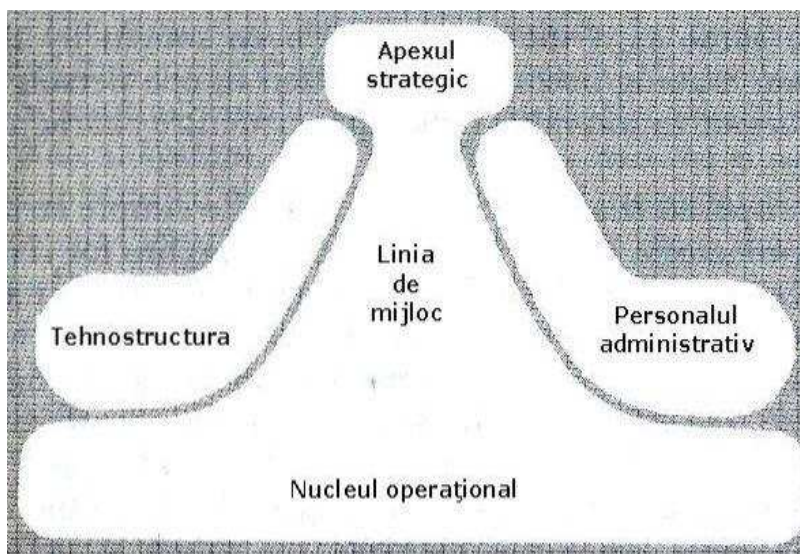 Apexul
strategic
Linia
de
mijloc
Tehnostructura
Personalul
administrativ
Nucleul operaţional